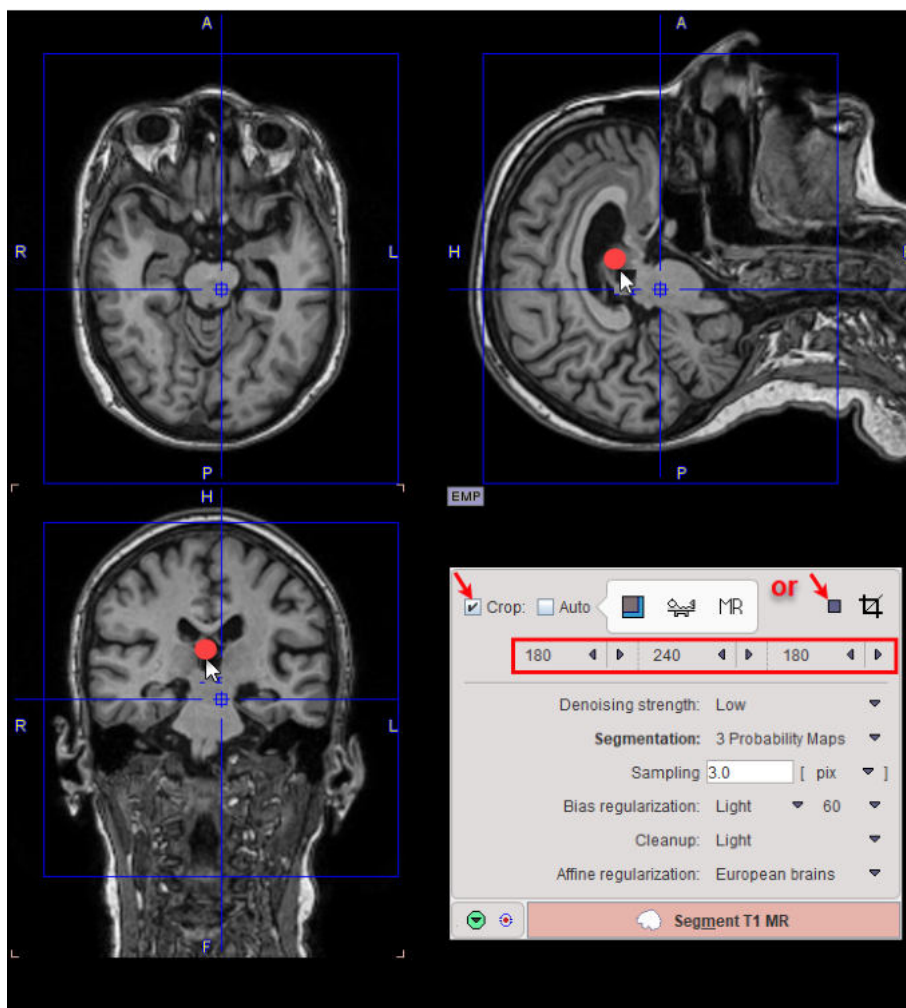 A
A
R
L
H
P
P
H
EMP
R
L
F
or
Crop: Auto MR
180 240 180
Denoising strength: Low
Segmentation: 3 Probability Maps
Sampling 3.0 [ pix ]
Bias regularization: Light 60
Cleanup: Light
Affine regularization: European brains
Segment T1 MR